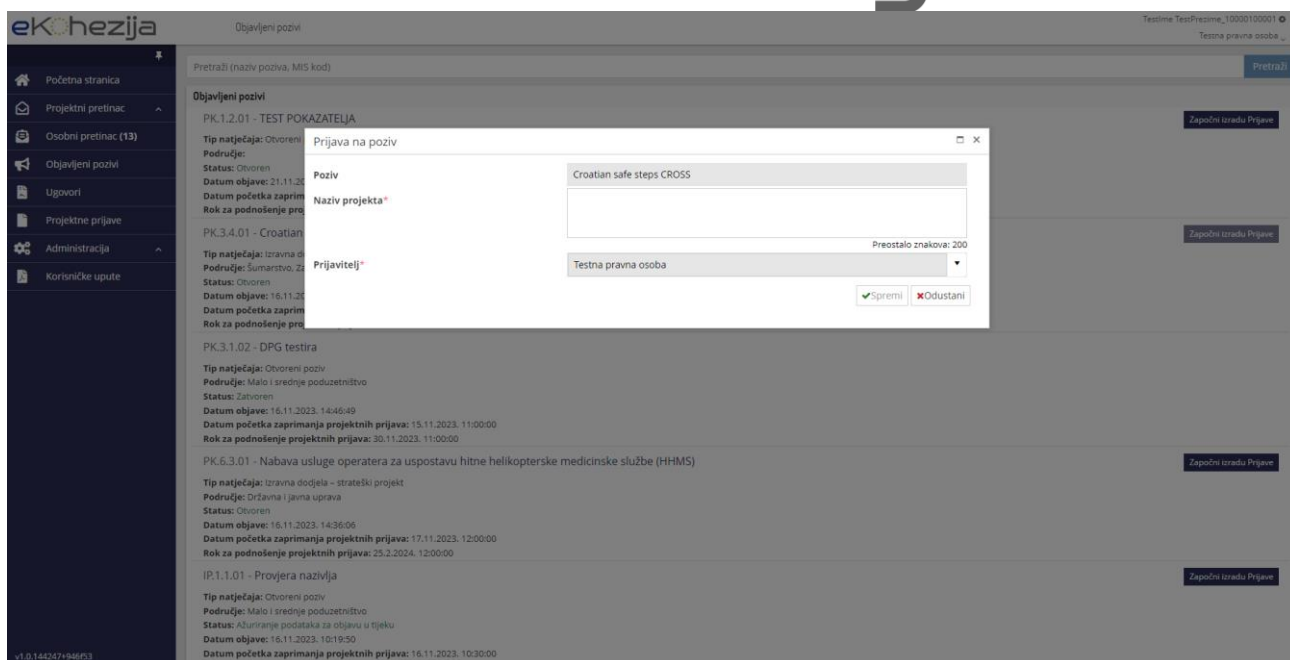 eKohezija
Objavljeni pozivi
TestIme TestPrezime_10000100001
Testna pravna osoba
Početna stranica
Projektni pretinac
Osobni pretinac (13)
Objavljeni pozivi
Ugovori
Projektne prijave
Administracija
Korisničke upute
v1.0.144247+946f53
Pretraži (naziv poziva, MIS kod)
Pretraži
Objavljeni pozivi
PK.1.2.01 - TEST POKAZATELJA
Započni izradu Prijave
Tip natječaja: Otvoreni
Područje:
Status: Otvoren
Datum objave: 21.11.20
Datum početka zaprim
Rok za podnošenje proj
PK.3.4.01 - Croatian
Započni izradu Prijave
Tip natječaja: Izravna d
Područje: Šumarstvo, Za
Status: Otvoren
Datum objave: 16.11.20
Datum početka zaprim
Rok za podnošenje pro
Prijava na poziv
Poziv
Croatian safe steps CROSS
Naziv projekta*
Preostalo znakova: 200
Prijavitelj*
Testna pravna osoba
Spremi
Odustani
PK.3.1.02 - DPG testira
Tip natječaja: Otvoreni poziv
Područje: Malo i srednje poduzetništvo
Status: Zatvoren
Datum objave: 16.11.2023. 14:46:49
Datum početka zaprimanja projektnih prijava: 15.11.2023. 11:00:00
Rok za podnošenje projektnih prijava: 30.11.2023. 11:00:00
PK.6.3.01 - Nabava usluge operatera za uspostavu hitne helikopterske medicinske službe (HHMS)
Započni izradu Prijave
Tip natječaja: Izravna dodjela – strateški projekt
Područje: Državna i javna uprava
Status: Otvoren
Datum objave: 16.11.2023. 14:36:06
Datum početka zaprimanja projektnih prijava: 17.11.2023. 12:00:00
Rok za podnošenje projektnih prijava: 25.2.2024. 12:00:00
IP.1.1.01 - Provjera nazivlja
Započni izradu Prijave
Tip natječaja: Otvoreni poziv
Područje: Malo i srednje poduzetništvo
Status: Ažuriranje podataka za objavu u tijeku
Datum objave: 16.11.2023. 10:19:50
Datum početka zaprimanja projektnih prijava: 16.11.2023. 10:30:00